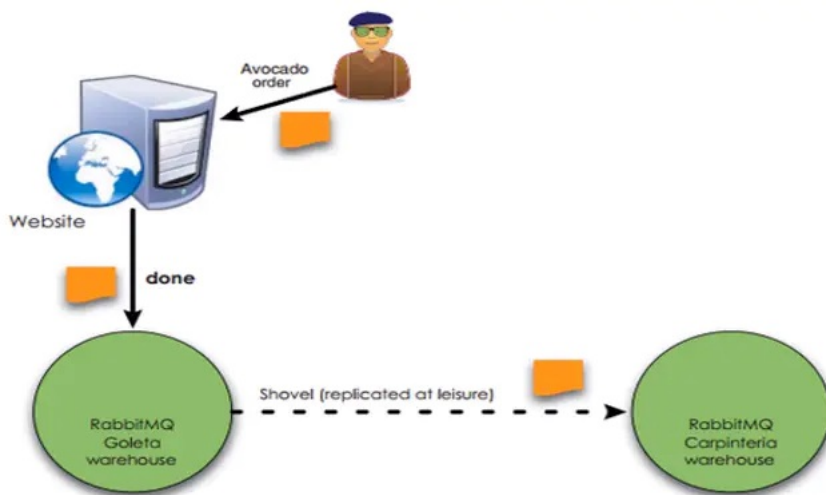 Avocado
order
Website
done
Shovel (replicated at leisure)
RabbitMQ
Goleta
warehouse
RabbitMQ
Carpinteria
warehouse